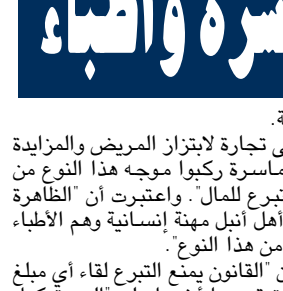 سرة وأطباء
ة.
ى تجارة لابتزاز المريض والمزايدة
ماسرة ركبوا موجه هذا النوع من
تبرع للمال". واعتبرت أن "الظاهرة
أهل أنبل مهنة إنسانية وهم الأطباء
من هذا النوع".
ن "القانون يمنع التبرع لقاء أي مبلغ